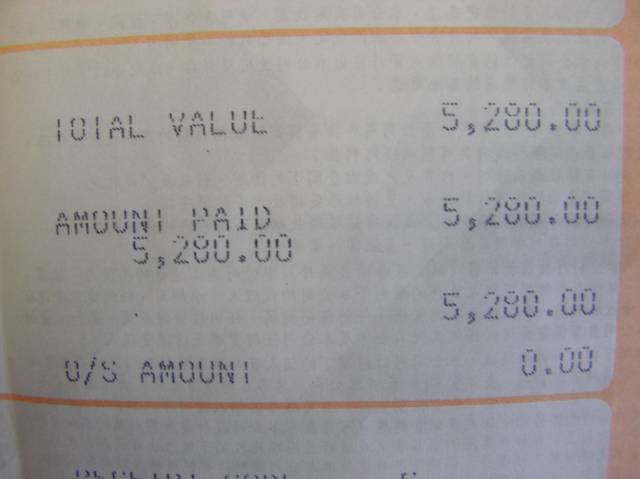 TOTAL VALUE 5,280.00
AMOUNT PAID 5,280.00
5,280.00
5,280.00
O/S AMOUNT 0.00